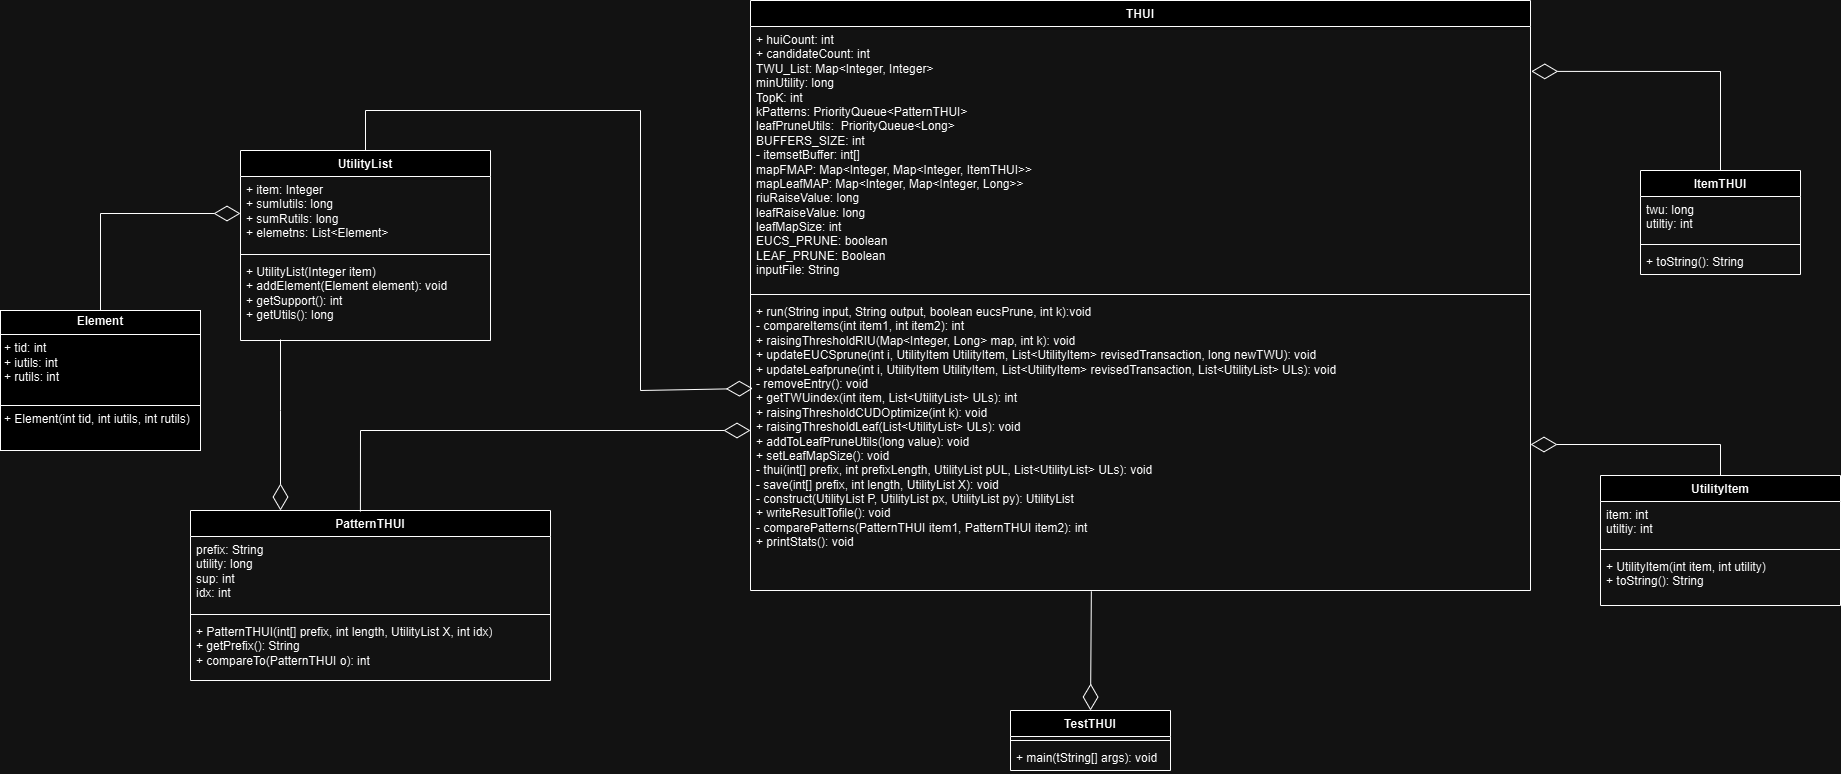 THUI
+ huiCount: int
+ candidateCount: int
TWU_List: Map<Integer, Integer>
minUtility: long
TopK: int
kPatterns: PriorityQueue<PatternTHUI>
leafPruneUtils:  PriorityQueue<Long>
BUFFERS_SIZE: int
- itemsetBuffer: int[]
mapFMAP: Map<Integer, Map<Integer, ItemTHUI>>
mapLeafMAP: Map<Integer, Map<Integer, Long>>
riuRaiseValue: long
leafRaiseValue: long
leafMapSize: int
EUCS_PRUNE: boolean
LEAF_PRUNE: Boolean
inputFile: String
+ run(String input, String output, boolean eucsPrune, int k):void
- compareItems(int item1, int item2): int
+ raisingThresholdRIU(Map<Integer, Long> map, int k): void
+ updateEUCSprune(int i, UtilityItem UtilityItem, List<UtilityItem> revisedTransaction, long newTWU): void
+ updateLeafprune(int i, UtilityItem UtilityItem, List<UtilityItem> revisedTransaction, List<UtilityList> ULs): void
- removeEntry(): void
+ getTWUindex(int item, List<UtilityList> ULs): int
+ raisingThresholdCUDOptimize(int k): void
+ raisingThresholdLeaf(List<UtilityList> ULs): void
+ addToLeafPruneUtils(long value): void
+ setLeafMapSize(): void
- thui(int[] prefix, int prefixLength, UtilityList pUL, List<UtilityList> ULs): void
- save(int[] prefix, int length, UtilityList X): void
- construct(UtilityList P, UtilityList px, UtilityList py): UtilityList
+ writeResultTofile(): void
- comparePatterns(PatternTHUI item1, PatternTHUI item2): int
+ printStats(): void
UtilityList
+ item: Integer
+ sumIutils: long
+ sumRutils: long
+ elemetns: List<Element>
+ UtilityList(Integer item)
+ addElement(Element element): void
+ getSupport(): int
+ getUtils(): long
ItemTHUI
twu: long
utiltiy: int
+ toString(): String
Element
+ tid: int
+ iutils: int
+ rutils: int
+ Element(int tid, int iutils, int rutils)
UtilityItem
item: int
utiltiy: int
+ UtilityItem(int item, int utility)
+ toString(): String
PatternTHUI
prefix: String
utility: long
sup: int
idx: int
+ PatternTHUI(int[] prefix, int length, UtilityList X, int idx)
+ getPrefix(): String
+ compareTo(PatternTHUI o): int
TestTHUI
+ main(tString[] args): void